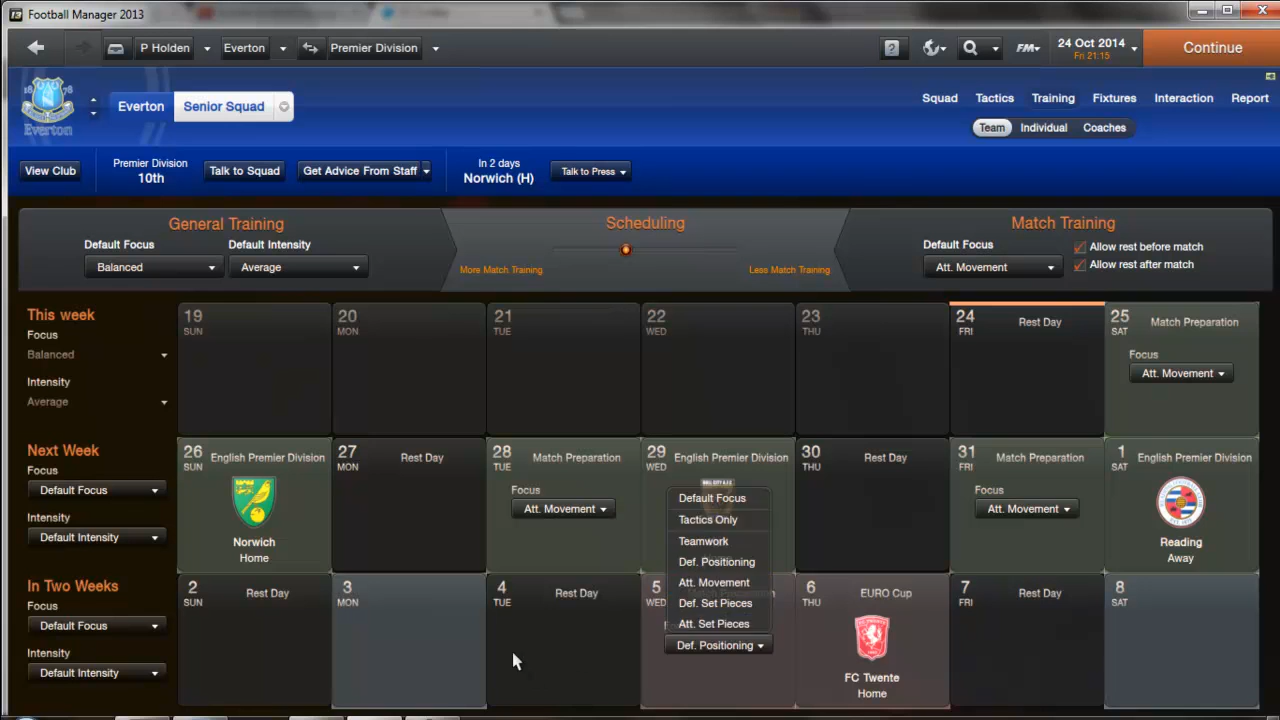 Football Manager 2013
P Holden
Everton
Premier Division
24 Oct 2014
Fri 21:15
Continue
Everton
Everton
Senior Squad
Squad
Tactics
Training
Fixtures
Interaction
Report
Team
Individual
Coaches
View Club
Premier Division
10th
Talk to Squad
Get Advice From Staff
In 2 days
Norwich (H)
Talk to Press
General Training
Default Focus
Default Intensity
Balanced
Average
Scheduling
More Match Training
Less Match Training
Match Training
Default Focus
Att. Movement
Allow rest before match
Allow rest after match
This week
Focus
Balanced
Intensity
Average
19 SUN
20 MON
21 TUE
22 WED
23 THU
24 FRI Rest Day
25 SAT Match Preparation
Focus
Att. Movement
Next Week
Focus
Default Focus
Intensity
Default Intensity
26 SUN English Premier Division
Norwich
Home
27 MON Rest Day
28 TUE Match Preparation
Focus
Att. Movement
29 WED English Premier Division
30 THU Rest Day
31 FRI Match Preparation
Focus
Att. Movement
1 SAT English Premier Division
Reading
Away
Default Focus
Tactics Only
Teamwork
Def. Positioning
Att. Movement
Def. Set Pieces
Att. Set Pieces
Def. Positioning
In Two Weeks
Focus
Default Focus
Intensity
Default Intensity
2 SUN Rest Day
3 MON
4 TUE Rest Day
5 WED
6 THU EURO Cup
FC Twente
Home
7 FRI Rest Day
8 SAT